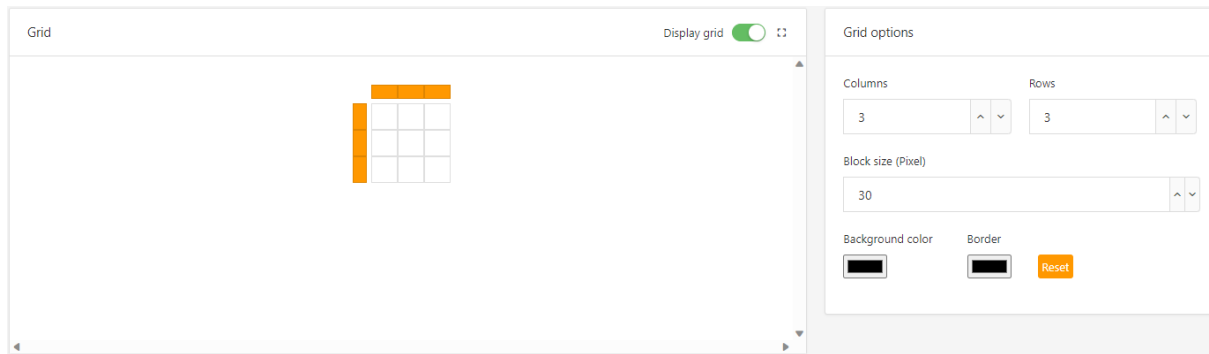 Grid
Display grid
Grid options
Columns
Rows
3
3
Block size (Pixel)
30
Background color
Border
Reset